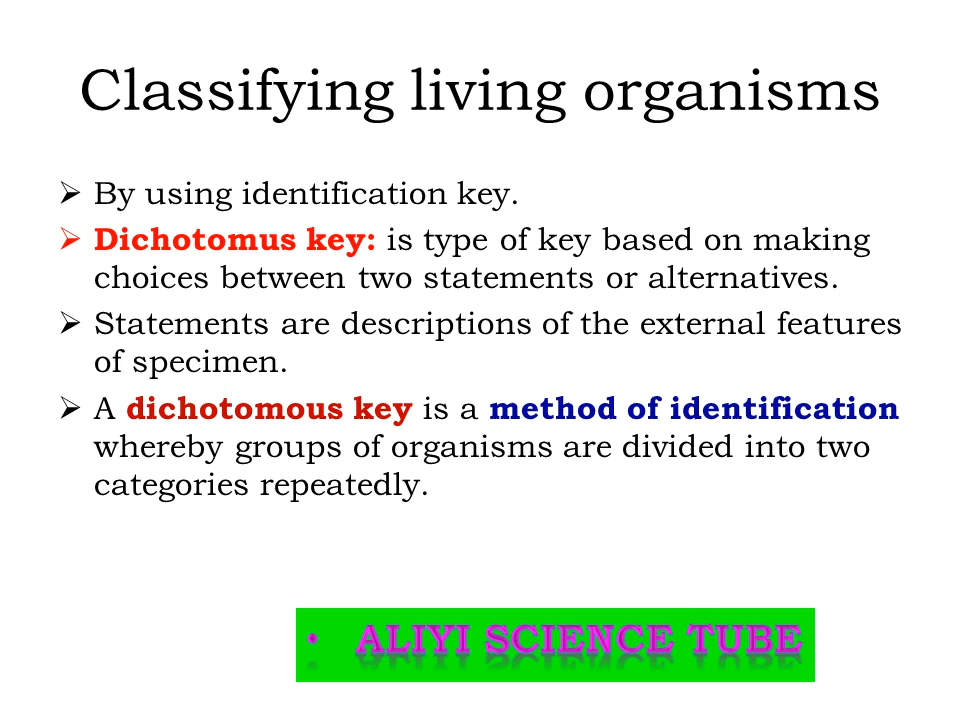 Classifying living organisms
➢ By using identification key.
➢ Dichotomus key: is type of key based on making
choices between two statements or alternatives.
➢ Statements are descriptions of the external features
of specimen.
➢ A dichotomous key is a method of identification
whereby groups of organisms are divided into two
categories repeatedly.
• ALIYI SCIENCE TUBE